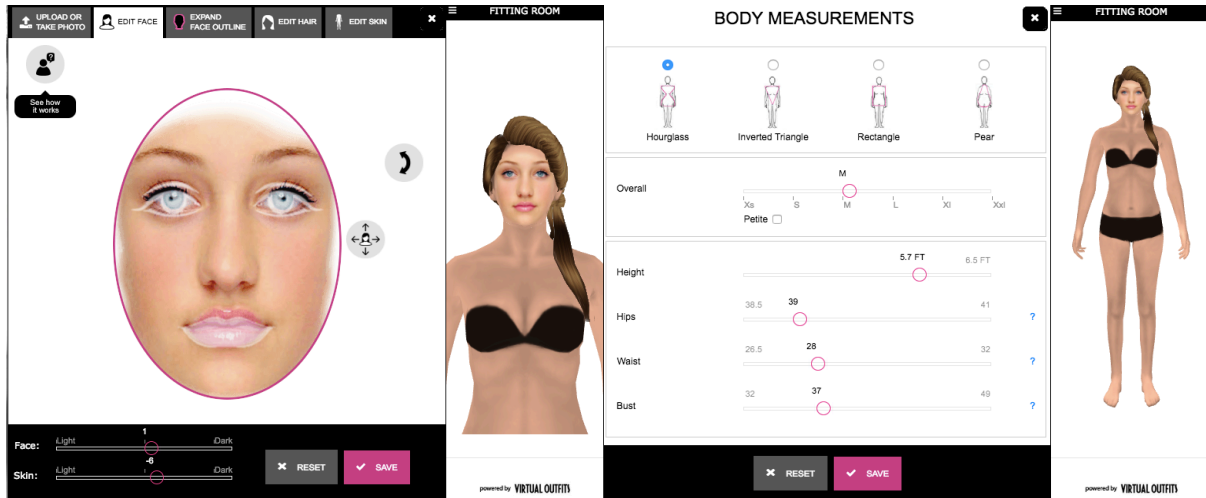 UPLOAD OR
TAKE PHOTO
EDIT FACE
EXPAND
FACE OUTLINE
EDIT HAIR
EDIT SKIN
×
See how
it works
Face:
Light
1
Dark
Skin:
Light
-6
Dark
RESET
SAVE
FITTING ROOM
powered by VIRTUAL OUTFITS
BODY MEASUREMENTS
×
Hourglass
Inverted Triangle
Rectangle
Pear
Overall
M
Xs
S
M
L
Xl
Xxl
Petite
Height
5.7 FT
6.5 FT
Hips
38.5
39
41
?
Waist
26.5
28
32
?
Bust
32
37
49
?
RESET
SAVE
FITTING ROOM
powered by VIRTUAL OUTFITS